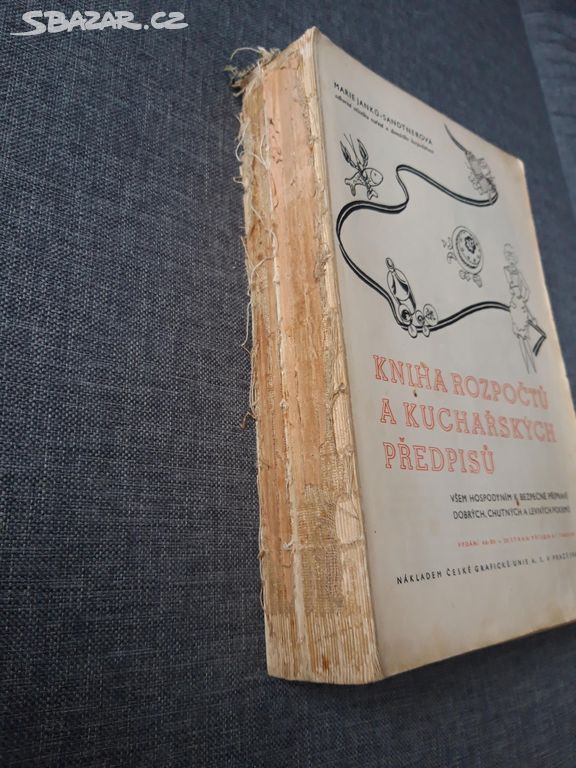 SBAZAR.CZ
MARIE JANKŮ-SANDTNEROVÁ
KNIHA ROZPOČTŮ
A KUCHAŘSKÝCH
PŘEDPISŮ
VŠEM HOSPODYNÍM K BEZPEČNÉ PŘÍPRAVĚ
DOBRÝCH, CHUTNÝCH A LEVNÝCH POKRMŮ
NÁKLADEM ČESKÉ GRAFICKÉ UNIE A. S. V PRAZE